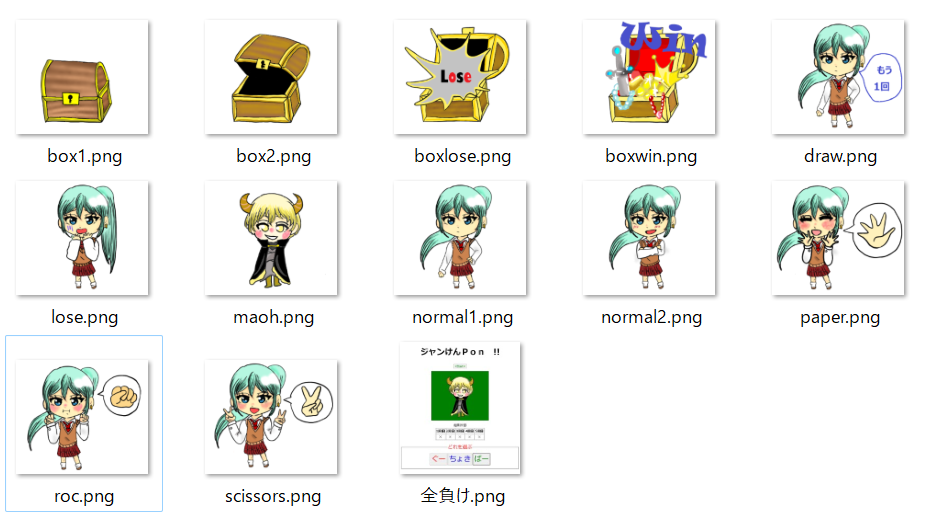 Lose
Win
もう
1回
box1.png
box2.png
boxlose.png
boxwin.png
draw.png
lose.png
maoh.png
normal1.png
normal2.png
paper.png
ジャンけんPon !!
これを選ぶ
ぐー ちょき ぱー
roc.png
scissors.png
全負け.png